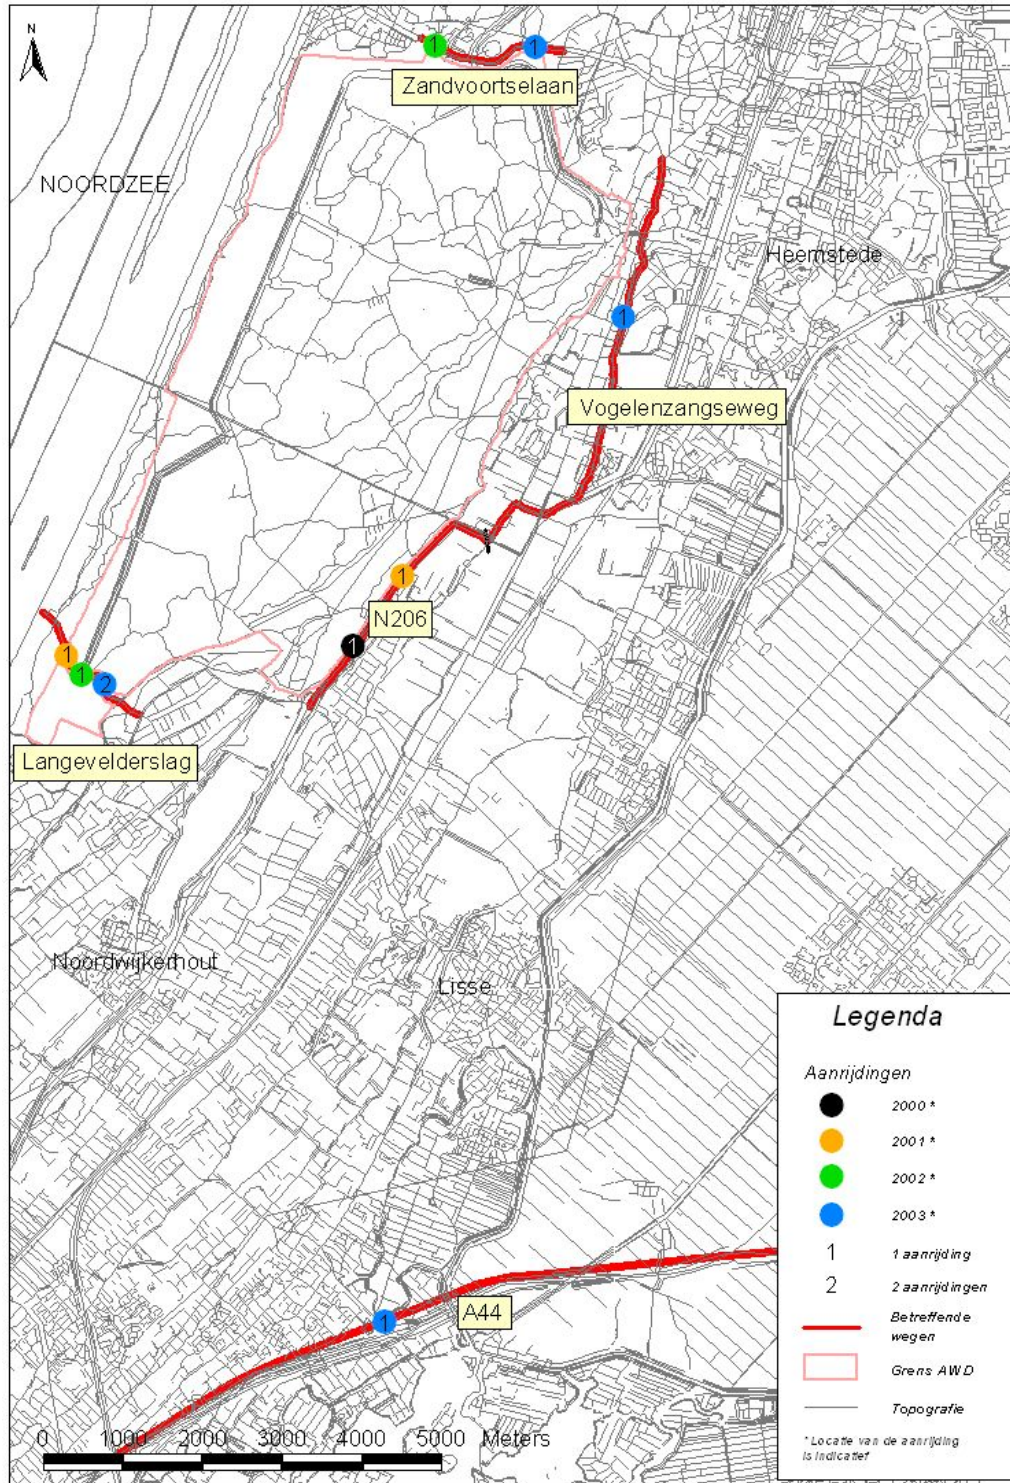 N
1
1
Zandvoortselaan
NOORDZEE
Heemstede
1
Vogelenzangseweg
1
N206
1
1
1
2
Langevelderslag
Noordwijkerhout
Lisse
Legenda
Aanrijdingen
2000 *
2001 *
2002 *
2003 *
1 1 aanrijding
2 2 aanrijdingen
Betreffende
wegen
Grens AWD
Topografie
* Locatie van de aanrijding
is indicatief
A44
1
0 1000 2000 3000 4000 5000 Meters